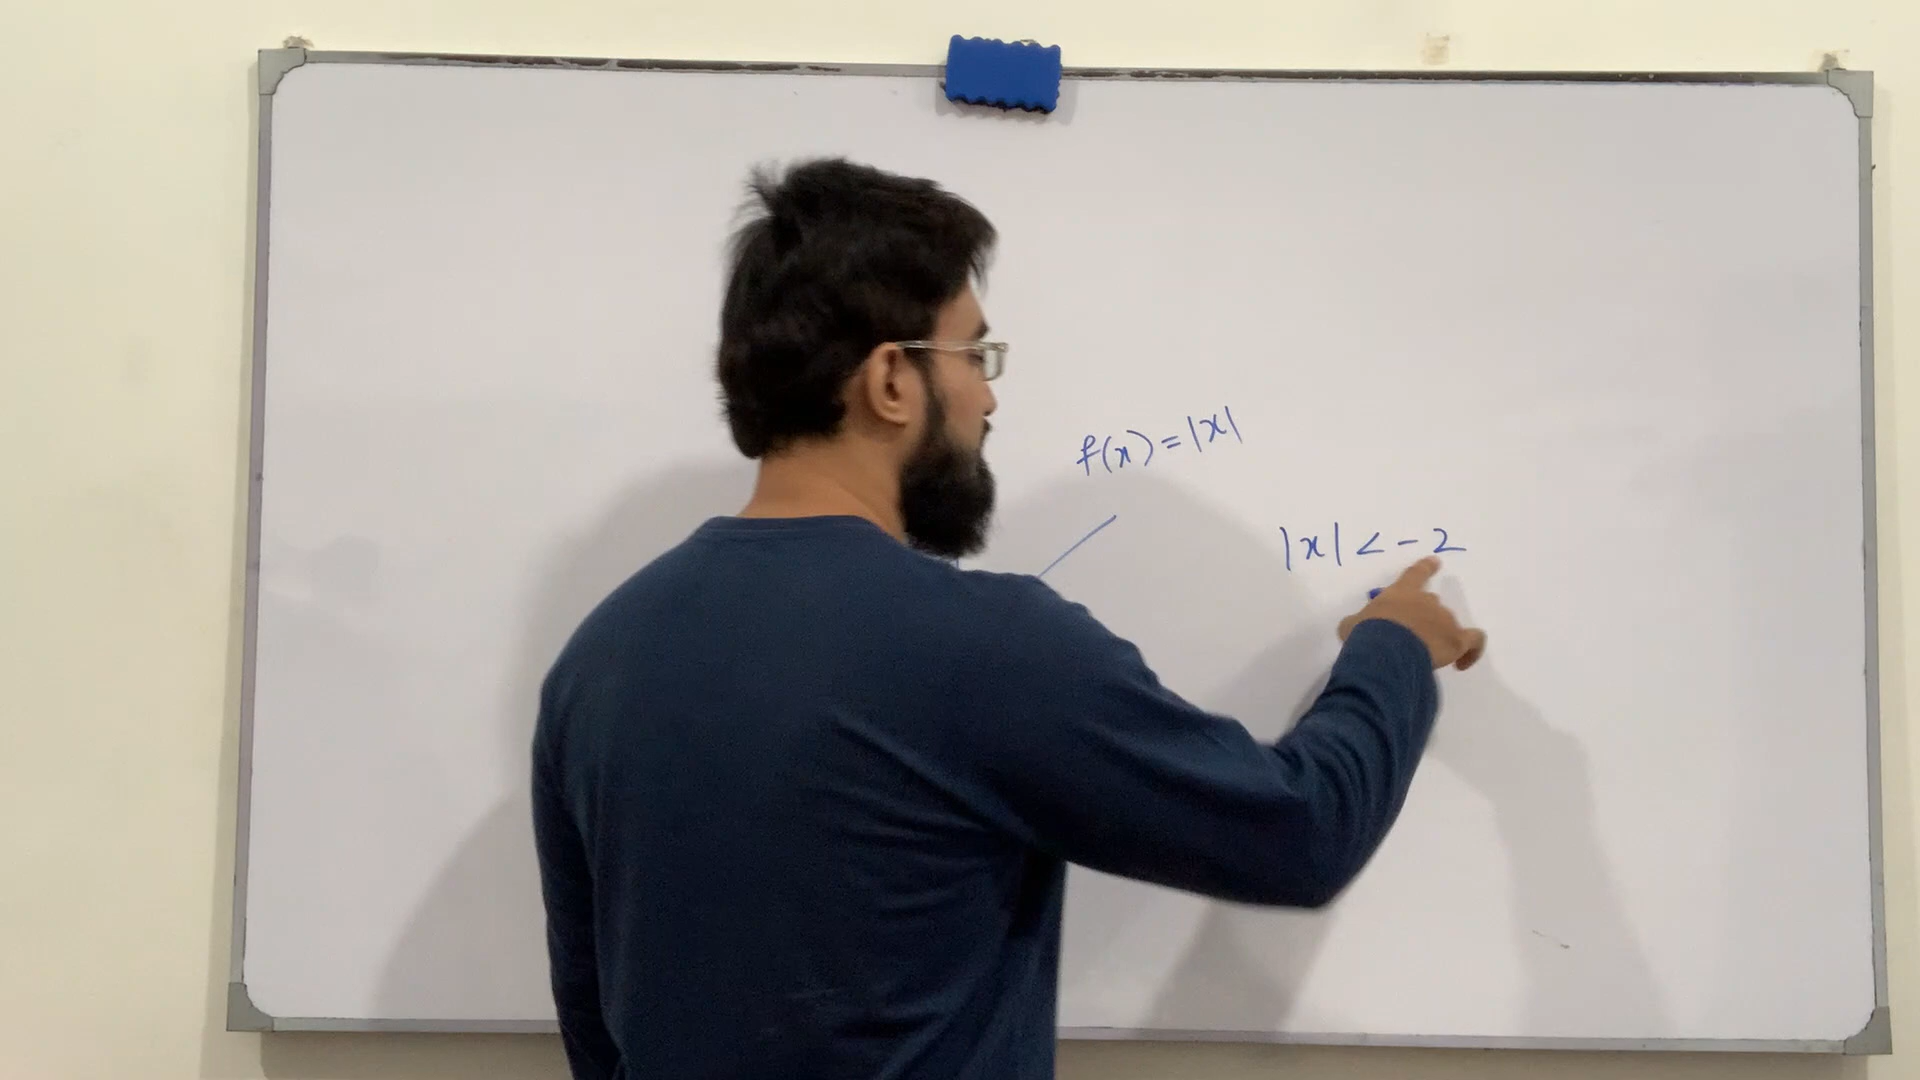 f(x) = |x|
|x| < - 2